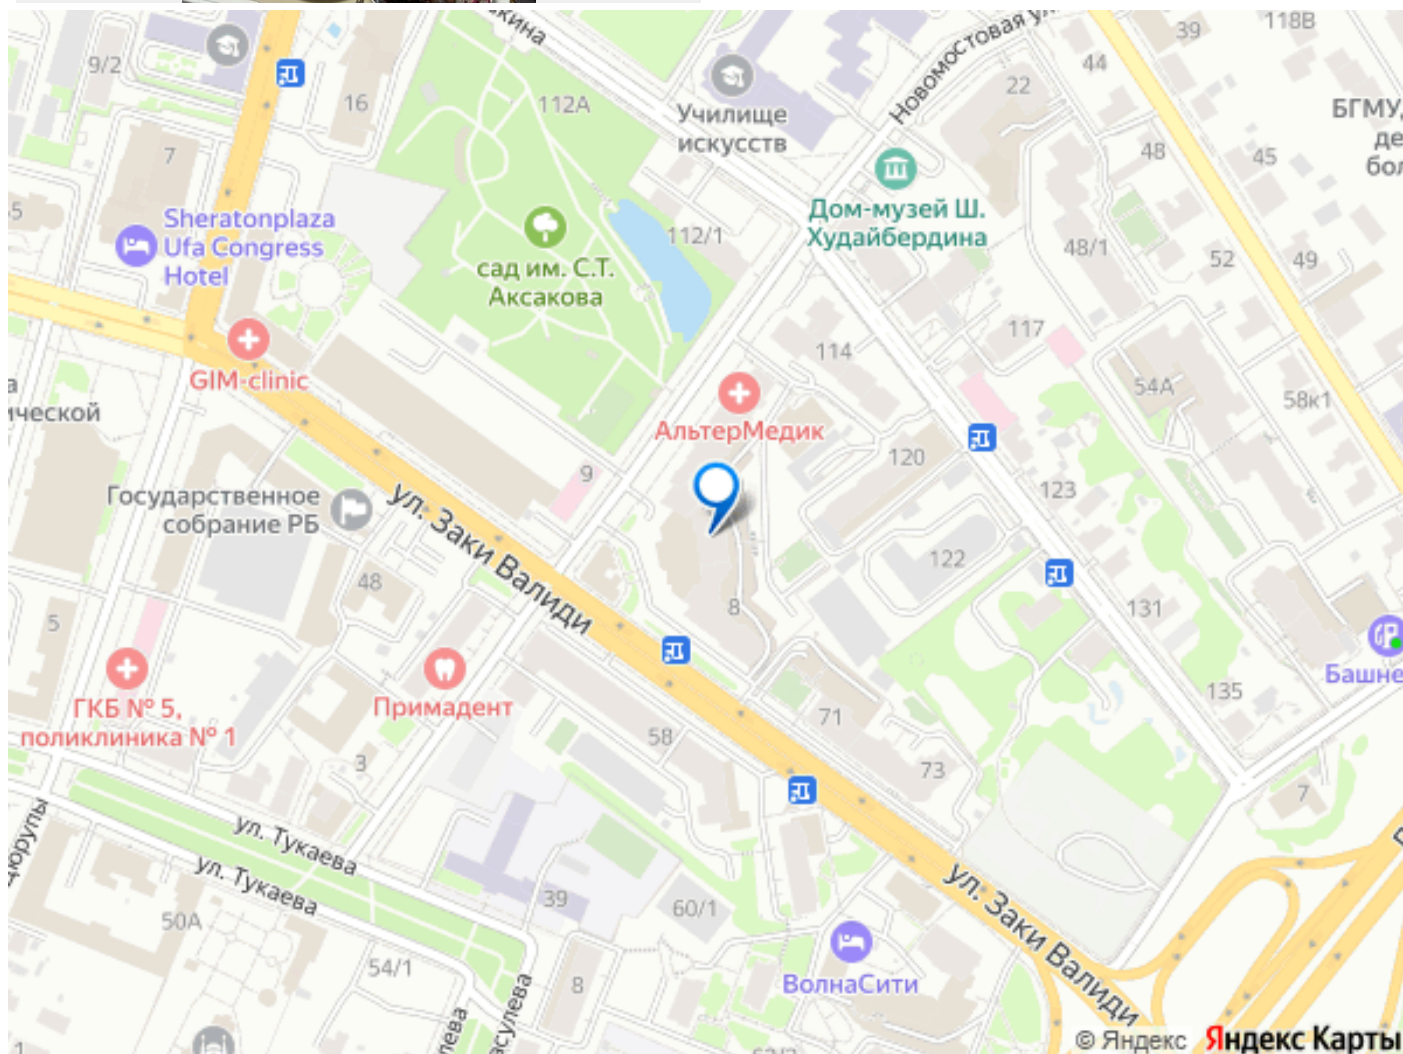 118В
39
9/2
44
16
112А
22
Новомостовая ул.
Училище
искусств
БГМУ,
7
48
45
Дом-музей Ш.
Худайбердина
Sheratonplaza
Ufa Congress
Hotel
112/1
48/1
52
49
сад им. С.Т.
Аксакова
117
114
GIM-clinic
54А
58к1
ической
АльтерМедик
120
9
123
Государственное
собрание РБ
ул. Заки Валиди
122
48
8
131
5
Башне
135
ГКБ № 5,
поликлиника № 1
Примадент
71
58
3
73
7
ул. Тукаева
ул. Тукаева
39
60/1
50А
ул. Заки Валиди
54/1
8
ВолнаСити
© Яндекс Яндекс Карты